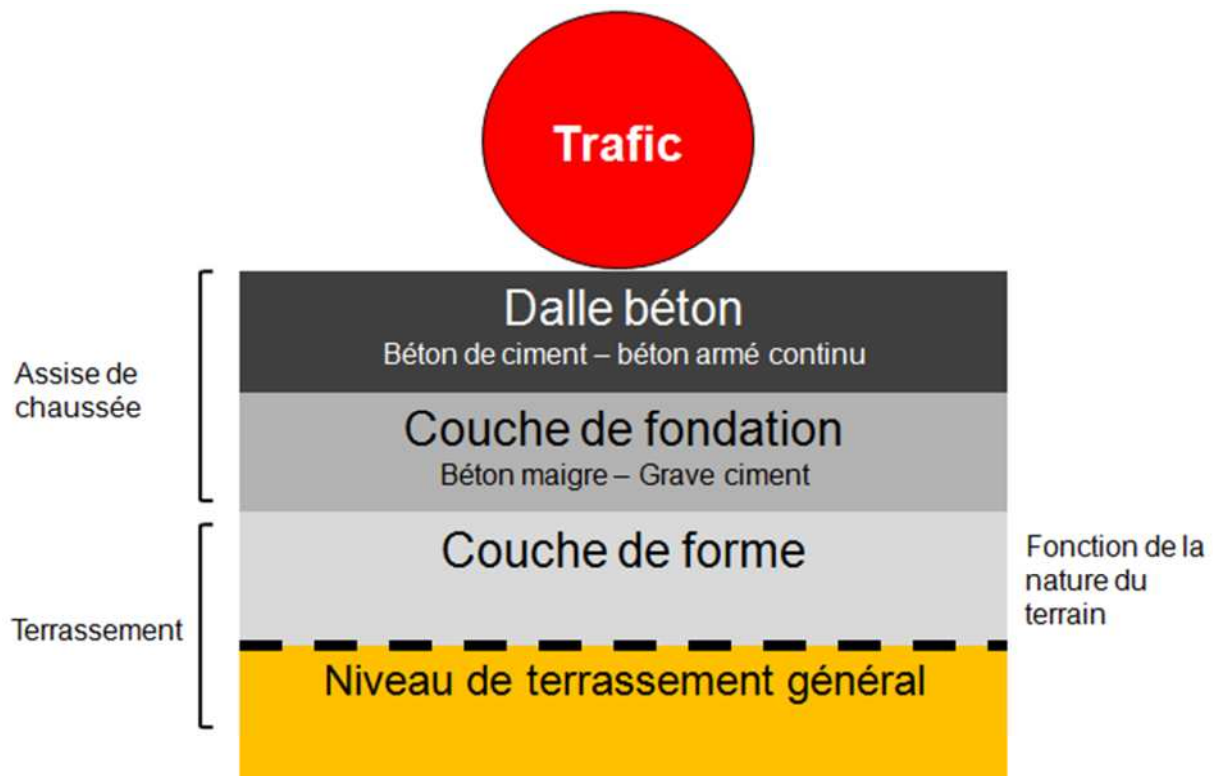 Trafic
Dalle béton
Béton de ciment – béton armé continu
Assise de
chaussée
Couche de fondation
Béton maigre – Grave ciment
Couche de forme
Fonction de la
nature du
terrain
Terrassement
Niveau de terrassement général